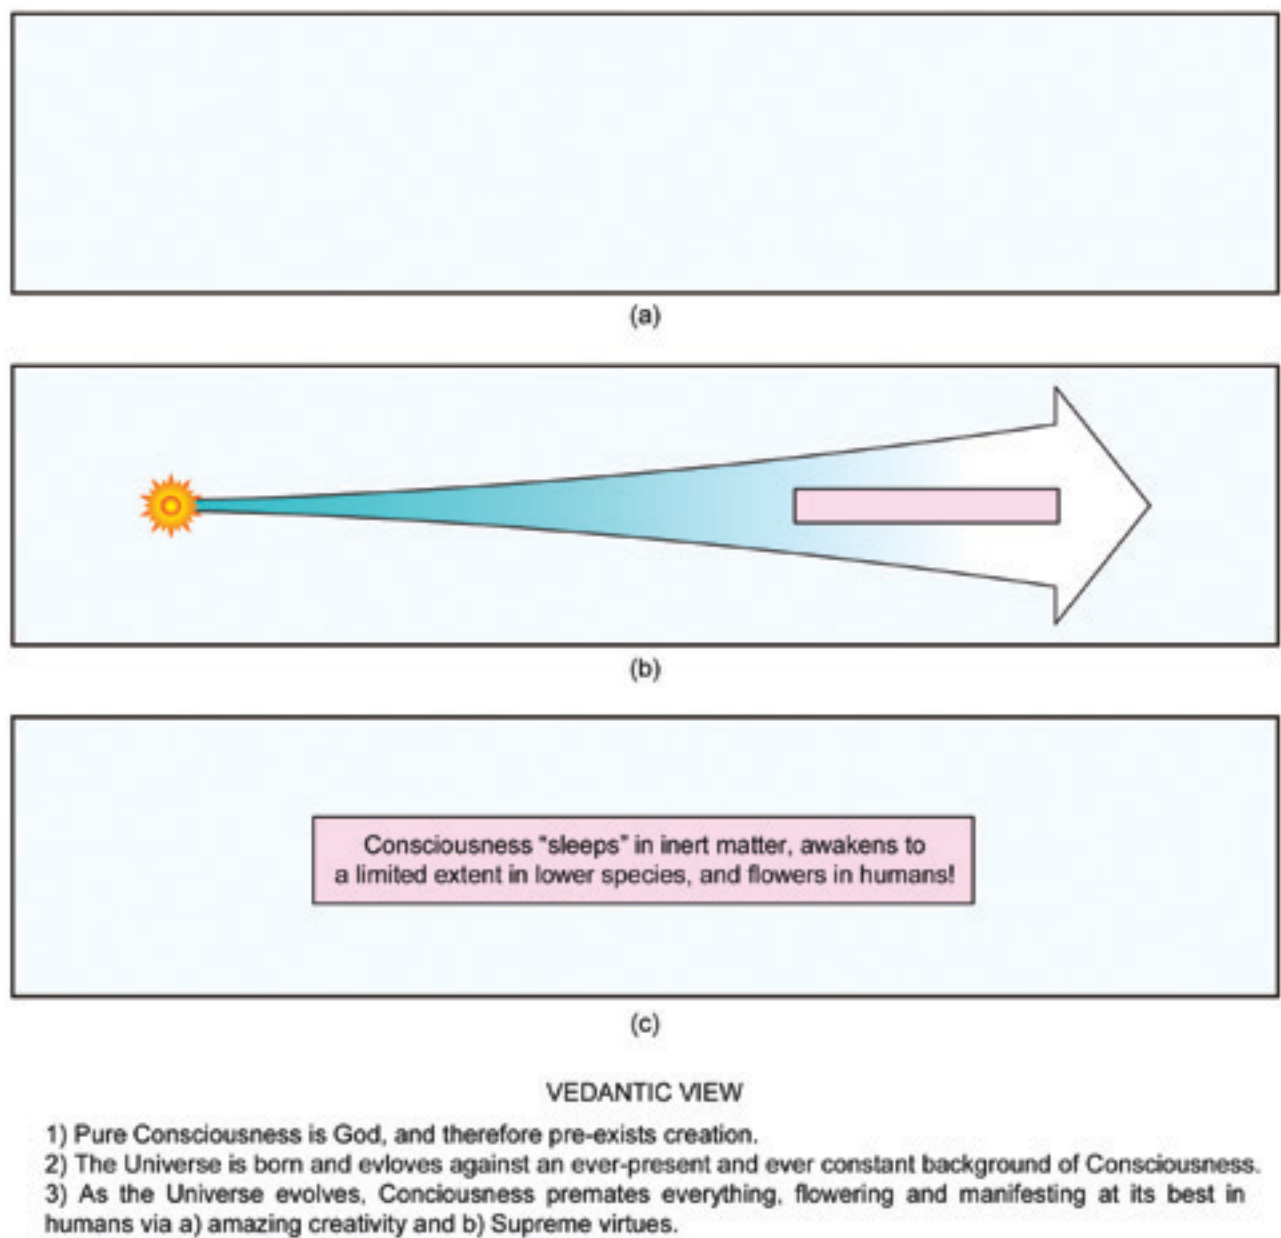 (a)
(b)
Consciousness "sleeps" in inert matter, awakens to
a limited extent in lower species, and flowers in humans!
(c)
VEDANTIC VIEW
1) Pure Consciousness is God, and therefore pre-exists creation.
2) The Universe is born and evloves against an ever-present and ever constant background of Consciousness.
3) As the Universe evolves, Conciousness premates everything, flowering and manifesting at its best in
humans via a) amazing creativity and b) Supreme virtues.